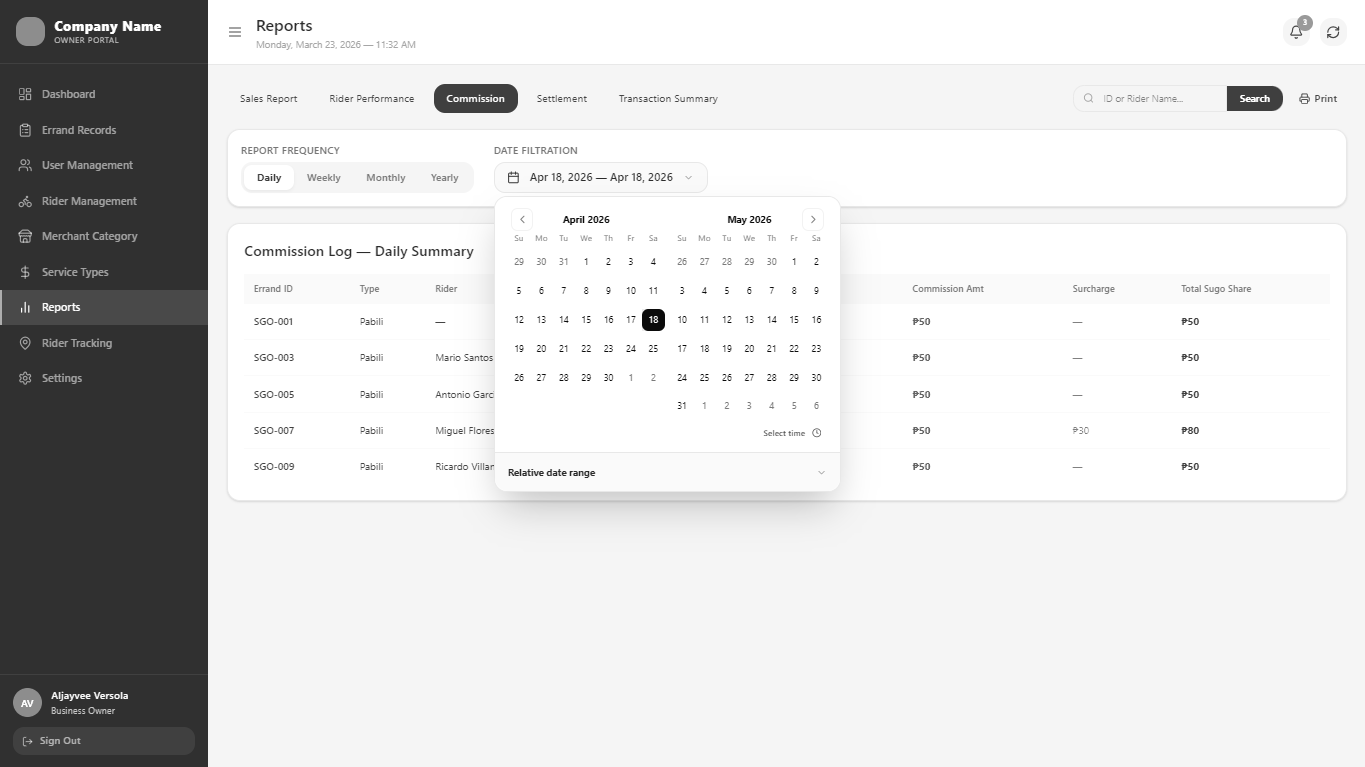 Company Name
OWNER PORTAL
Dashboard
Errand Records
User Management
Rider Management
Merchant Category
Service Types
Reports
Rider Tracking
Settings
AV
Aljayvee Versola
Business Owner
Sign Out
Reports
Monday, March 23, 2026 — 11:32 AM
3
Sales Report Rider Performance Commission Settlement Transaction Summary
ID or Rider Name... Search Print
REPORT FREQUENCY DATE FILTRATION
Daily Weekly Monthly Yearly Apr 18, 2026 — Apr 18, 2026
April 2026 May 2026
Su Mo Tu We Th Fr Sa Su Mo Tu We Th Fr Sa
29 30 31 1 2 3 4 26 27 28 29 30 1 2
5 6 7 8 9 10 11 3 4 5 6 7 8 9
12 13 14 15 16 17 18 10 11 12 13 14 15 16
19 20 21 22 23 24 25 17 18 19 20 21 22 23
26 27 28 29 30 1 2 24 25 26 27 28 29 30
31 1 2 3 4 5 6
Select time
Relative date range
Commission Log — Daily Summary
Errand ID Type Rider Commission Amt Surcharge Total Sugo Share
SGO-001 Pabili — ₱50 — ₱50
SGO-003 Pabili Mario Santos ₱50 — ₱50
SGO-005 Pabili Antonio ₱50 — ₱50
SGO-007 Pabili Miguel Flores ₱50 ₱30 ₱80
SGO-009 Pabili Ricardo ₱50 — ₱50